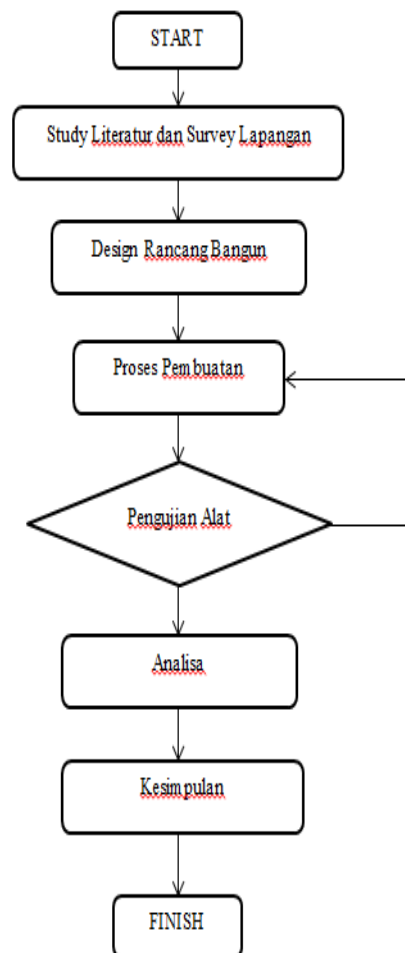 START
Study Literatur dan Survey Lapangan
Design Rancang Bangun
Proses Pembuatan
Pengujian Alat
Analisa
Kesimpulan
FINISH